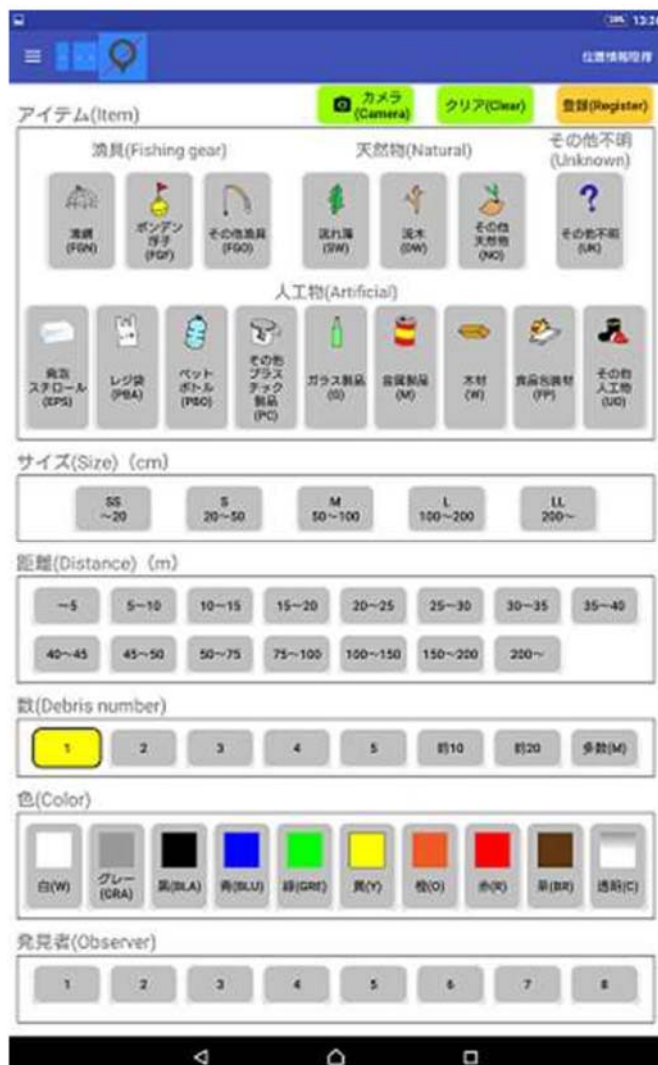 13:26
位置情報取得
カメラ
(Camera)
クリア(Clear)
登録(Register)
アイテム(Item)
漁具(Fishing gear)
天然物(Natural)
その他不明
(Unknown)
漁網
(FGN)
ボンデン
浮子
(FGF)
その他漁具
(FGO)
流れ藻
(SW)
流木
(DW)
その他
天然物
(NO)
その他不明
(UK)
人工物(Artificial)
発泡
スチロール
(EPS)
レジ袋
(PBA)
ペット
ボトル
(PBO)
その他
プラス
チック
製品
(PC)
ガラス製品
(G)
金属製品
(M)
木材
(W)
食品包装材
(FP)
その他
人工物
(UO)
サイズ(Size) (cm)
SS
~20
S
20~50
M
50~100
L
100~200
LL
200~
距離(Distance) (m)
~5
5~10
10~15
15~20
20~25
25~30
30~35
35~40
40~45
45~50
50~75
75~100
100~150
150~200
200~
数(Debris number)
1
2
3
4
5
約10
約20
多数(M)
色(Color)
白(W)
グレー
(GRA)
黒(BLA)
青(BLU)
緑(GRE)
黄(Y)
橙(O)
赤(R)
茶(BR)
透明(C)
発見者(Observer)
1
2
3
4
5
6
7
8